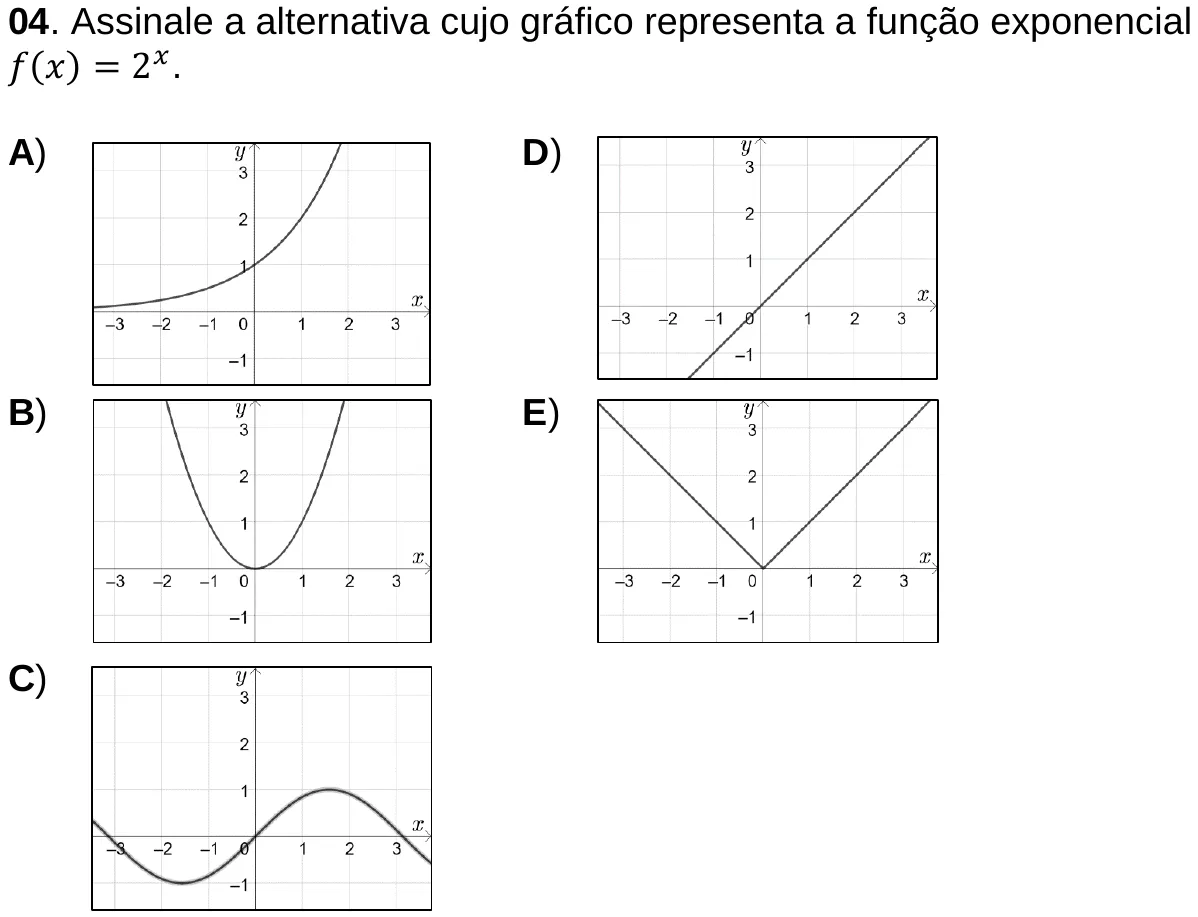 04. Assinale a alternativa cujo gráfico representa a função exponencial
f(x) = 2^x.
A)
y
3
2
1
x
–3 –2 –1 0 1 2 3
–1
B)
y
3
2
1
x
–3 –2 –1 0 1 2 3
–1
C)
y
3
2
1
x
–3 –2 –1 0 1 2 3
–1
D)
y
3
2
1
x
–3 –2 –1 0 1 2 3
–1
E)
y
3
2
1
x
–3 –2 –1 0 1 2 3
–1